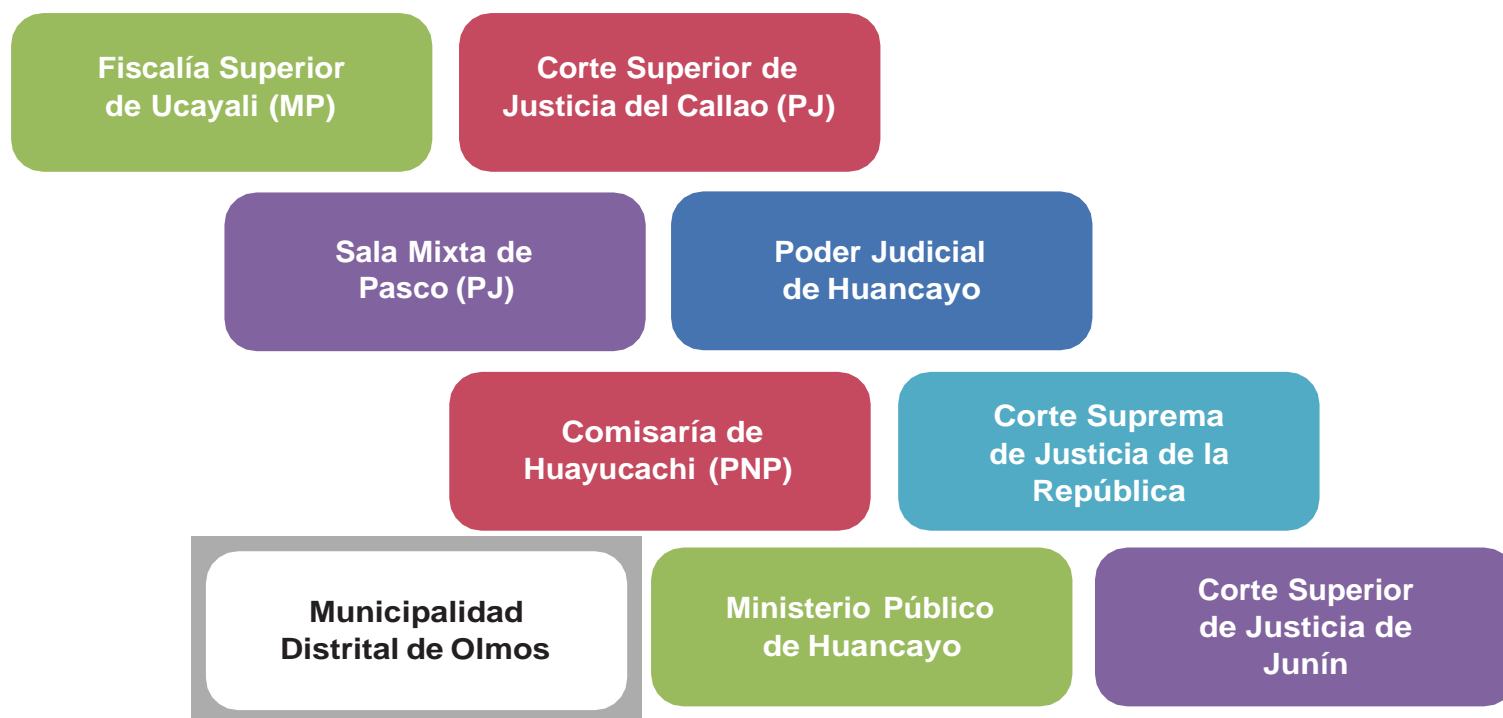 Fiscalía Superior
de Ucayali (MP)
Corte Superior de
Justicia del Callao (PJ)
Sala Mixta de
Pasco (PJ)
Poder Judicial
de Huancayo
Comisaría de
Huayucachi (PNP)
Corte Suprema
de Justicia de la
República
Municipalidad
Distrital de Olmos
Ministerio Público
de Huancayo
Corte Superior
de Justicia de
Junín